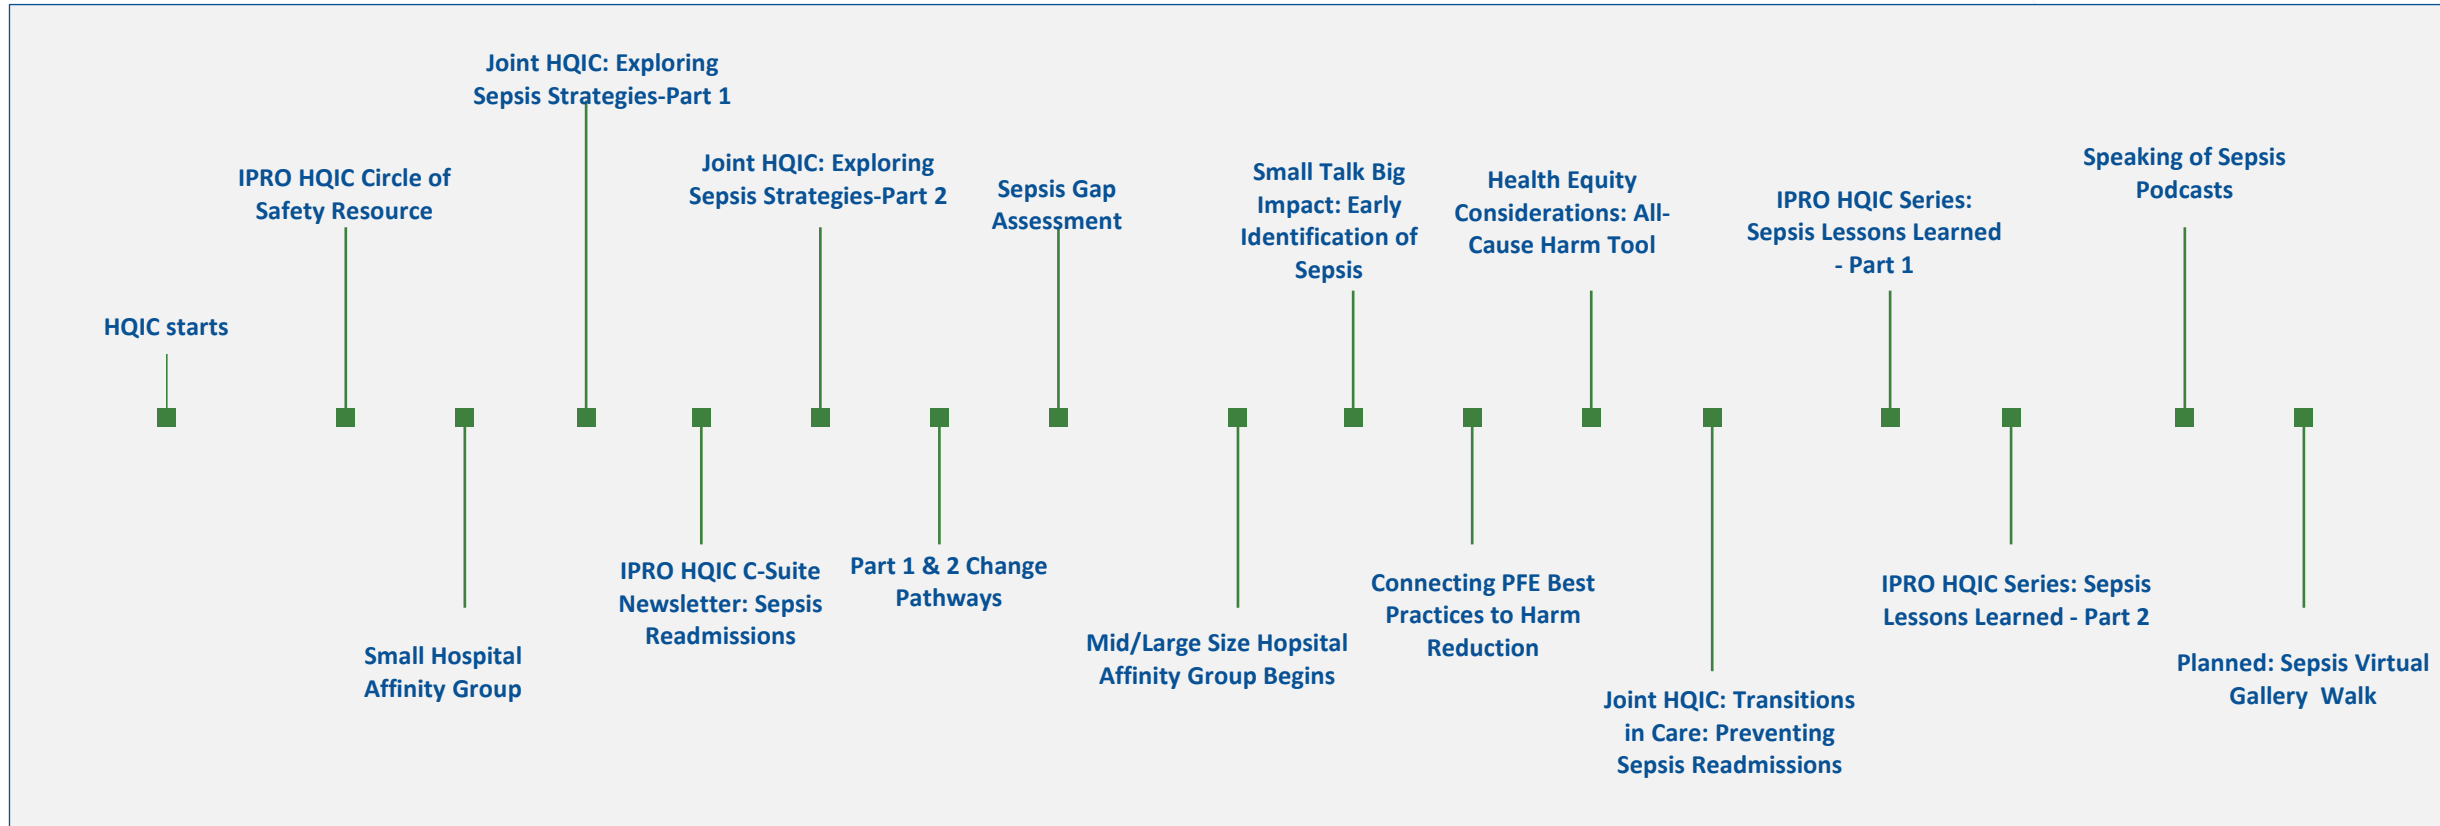 HQIC starts
IPRO HQIC Circle of
Safety Resource
Small Hospital
Affinity Group
Joint HQIC: Exploring
Sepsis Strategies-Part 1
IPRO HQIC C-Suite
Newsletter: Sepsis
Readmissions
Joint HQIC: Exploring
Sepsis Strategies-Part 2
Part 1 & 2 Change
Pathways
Sepsis Gap
Assessment
Mid/Large Size Hopsital
Affinity Group Begins
Small Talk Big
Impact: Early
Identification of
Sepsis
Connecting PFE Best
Practices to Harm
Reduction
Health Equity
Considerations: All-
Cause Harm Tool
Joint HQIC: Transitions
in Care: Preventing
Sepsis Readmissions
IPRO HQIC Series:
Sepsis Lessons Learned
- Part 1
IPRO HQIC Series: Sepsis
Lessons Learned - Part 2
Speaking of Sepsis
Podcasts
Planned: Sepsis Virtual
Gallery  Walk